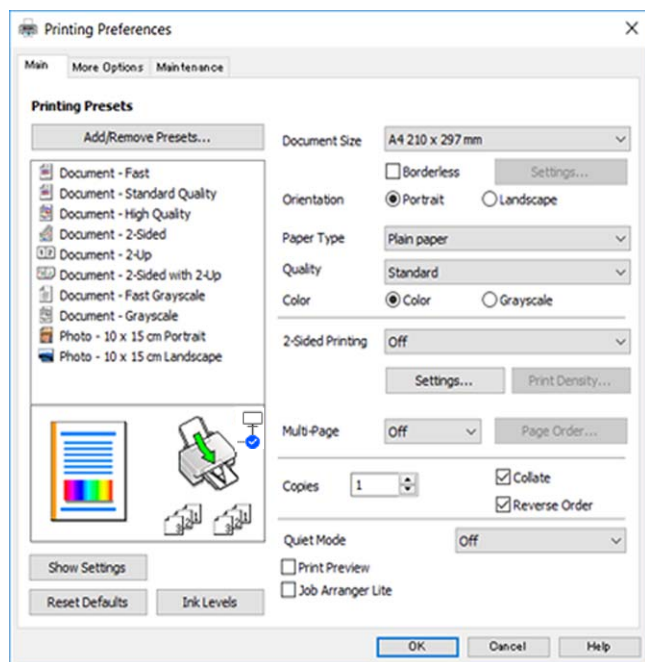 Printing Preferences
Main More Options Maintenance
Printing Presets
Add/Remove Presets...
Document - Fast
Document - Standard Quality
Document - High Quality
Document - 2-Sided
Document - 2-Up
Document - 2-Sided with 2-Up
Document - Fast Grayscale
Document - Grayscale
Photo - 10 x 15 cm Portrait
Photo - 10 x 15 cm Landscape
Show Settings
Reset Defaults Ink Levels
Document Size A4 210 x 297 mm
Borderless Settings...
Orientation Portrait Landscape
Paper Type Plain paper
Quality Standard
Color Color Grayscale
2-Sided Printing Off
Settings... Print Density...
Multi-Page Off Page Order...
Copies 1 Collate
Reverse Order
Quiet Mode Off
Print Preview
Job Arranger Lite
OK Cancel Help